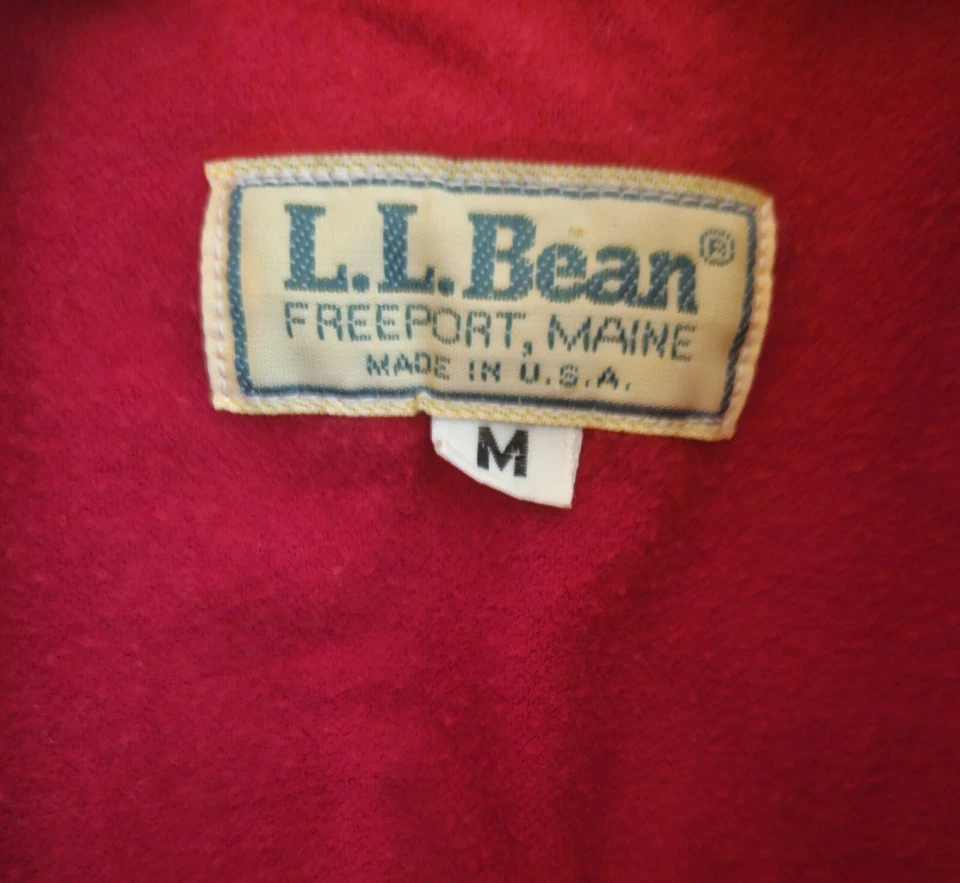 L.L.Bean®
FREEPORT, MAINE
MADE IN U.S.A.
M